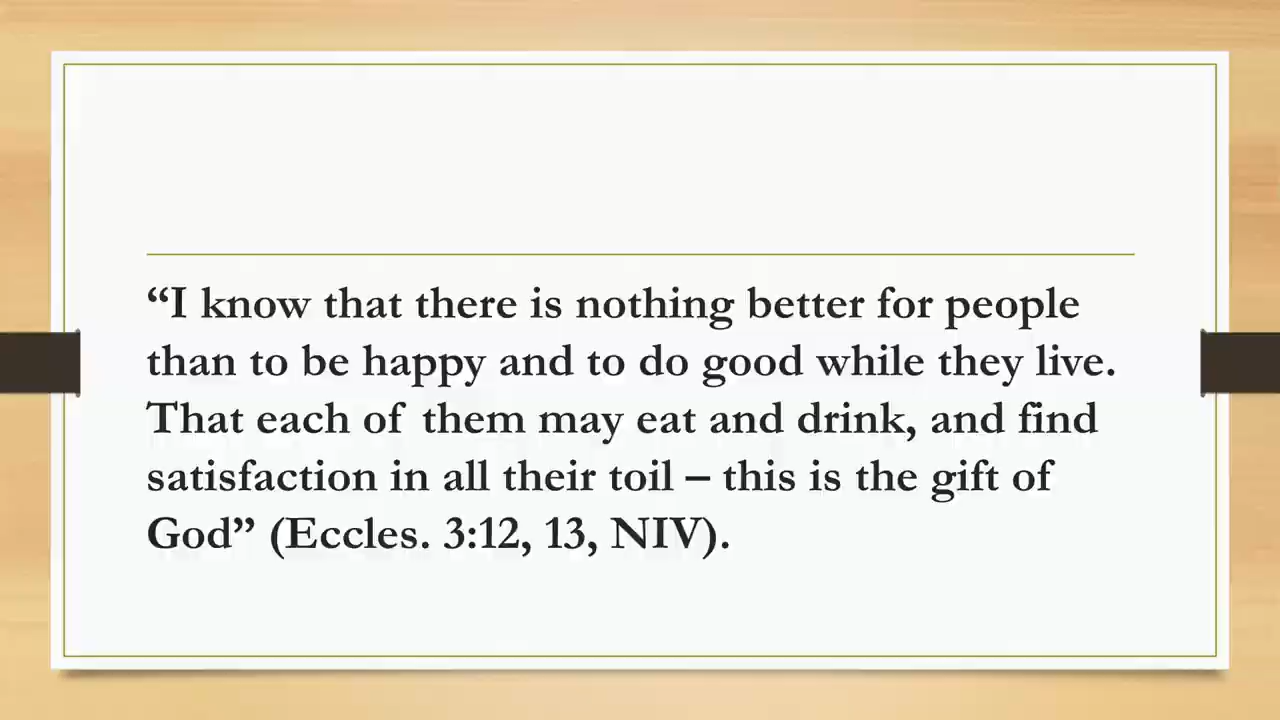 “I know that there is nothing better for people
than to be happy and to do good while they live.
That each of them may eat and drink, and find
satisfaction in all their toil – this is the gift of
God” (Eccles. 3:12, 13, NIV).